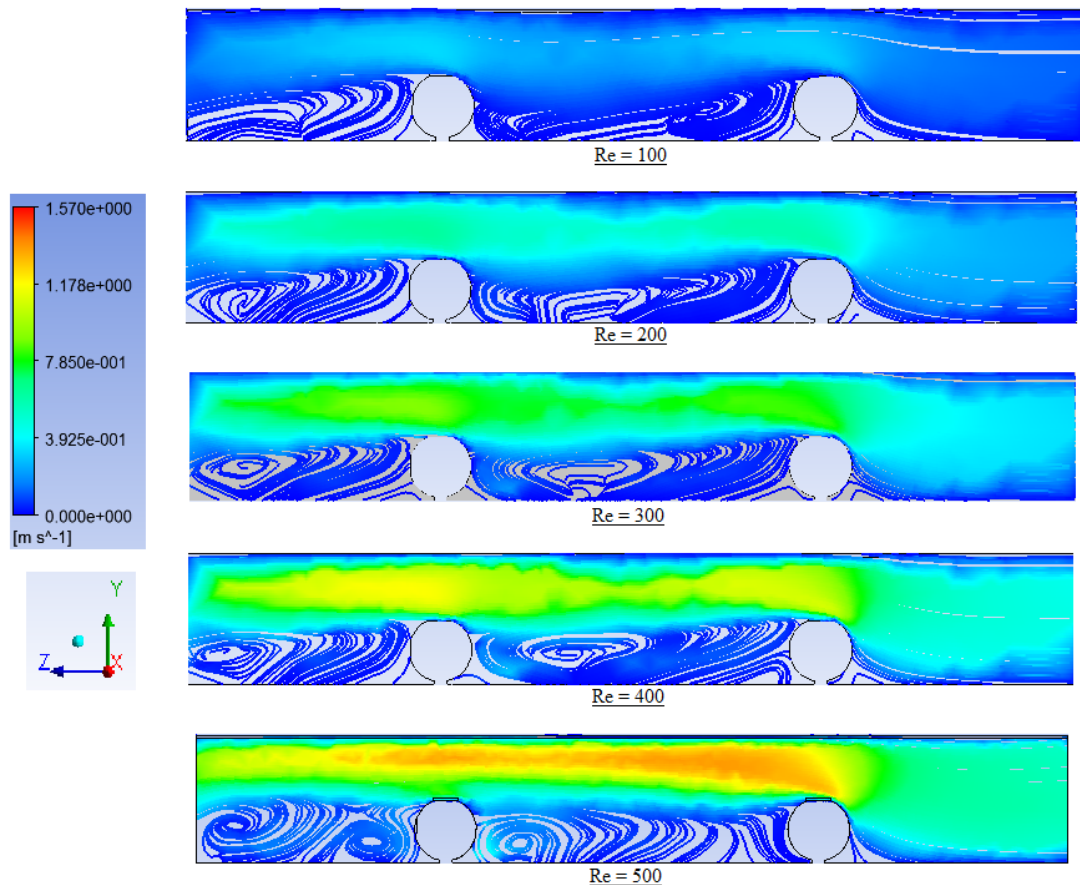 Re = 100
1.570e+000
1.178e+000
7.850e-001
3.925e-001
0.000e+000
[m s^-1]
Re = 200
Re = 300
Y
Z
X
Re = 400
Re = 500